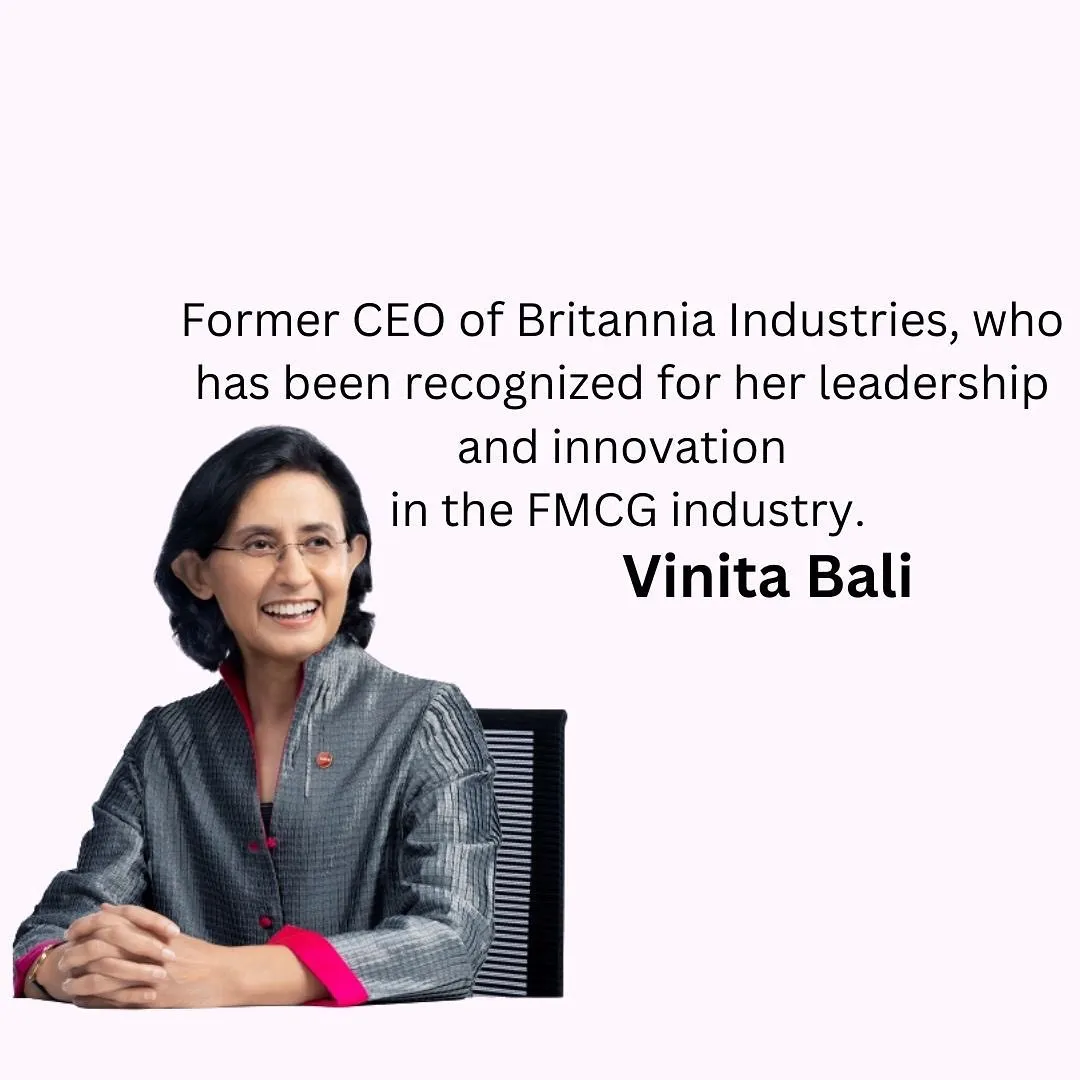 Former CEO of Britannia Industries, who
has been recognized for her leadership
and innovation
in the FMCG industry.
Vinita Bali